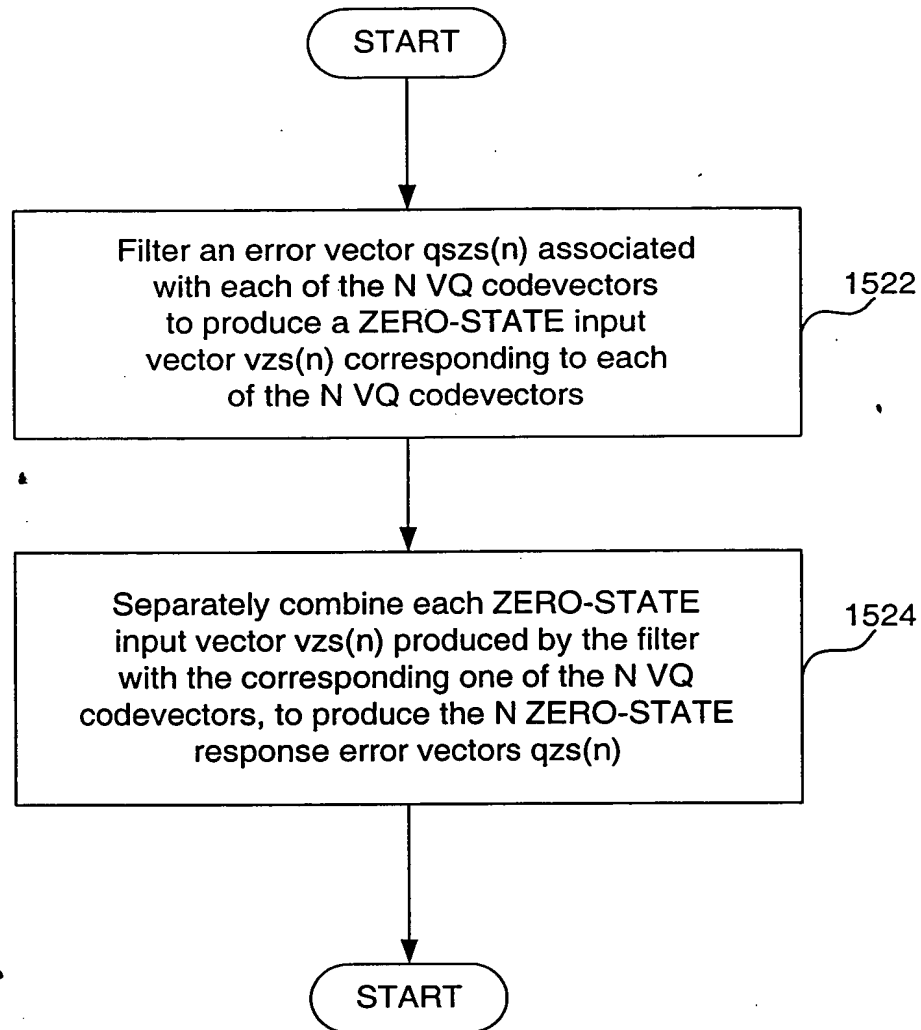 START
Filter an error vector qszs(n) associated
with each of the N VQ codevectors
to produce a ZERO-STATE input
vector vzs(n) corresponding to each
of the N VQ codevectors
1522
Separately combine each ZERO-STATE
input vector vzs(n) produced by the filter
with the corresponding one of the N VQ
codevectors, to produce the N ZERO-STATE
response error vectors qzs(n)
1524
START